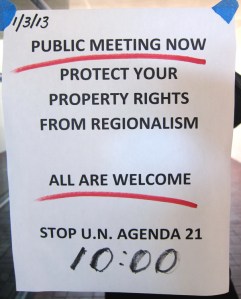 1/3/13
PUBLIC MEETING NOW
PROTECT YOUR
PROPERTY RIGHTS
FROM REGIONALISM
ALL ARE WELCOME
STOP U.N. AGENDA 21
10:00